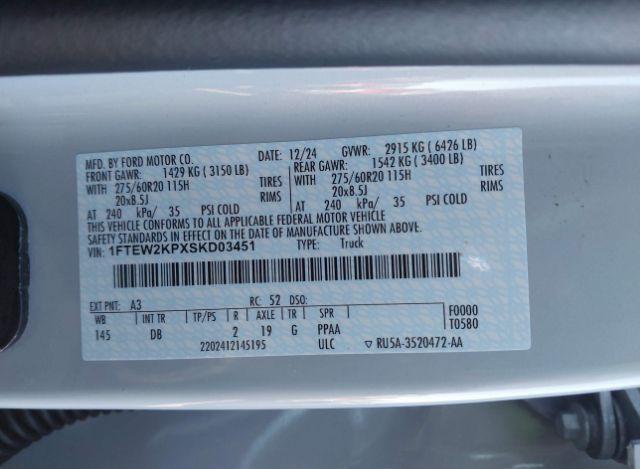 MFD. BY FORD MOTOR CO.
DATE: 12/24 GVWR: 2915 KG ( 6426 LB)
FRONT GAWR: 1429 KG ( 3150 LB) REAR GAWR: 1542 KG ( 3400 LB)
WITH 275/60R20 115H TIRES WITH 275/60R20 115H TIRES
20x8.5J RIMS 20x8.5J RIMS
AT 240 kPa/ 35 PSI COLD AT 240 kPa/ 35 PSI COLD
THIS VEHICLE CONFORMS TO ALL APPLICABLE FEDERAL MOTOR VEHICLE
SAFETY STANDARDS IN EFFECT ON THE DATE OF MANUFACTURE SHOWN ABOVE.
VIN: 1FTEW2KPXSKD03451 TYPE: Truck
EXT PNT: A3 RC: 52 DSO:
WB INT TR TP/PS R AXLE TR SPR F0000
145 DB 2 19 G PPAA T0580
2202412145195 ULC ▽ RU5A-3520472-AA